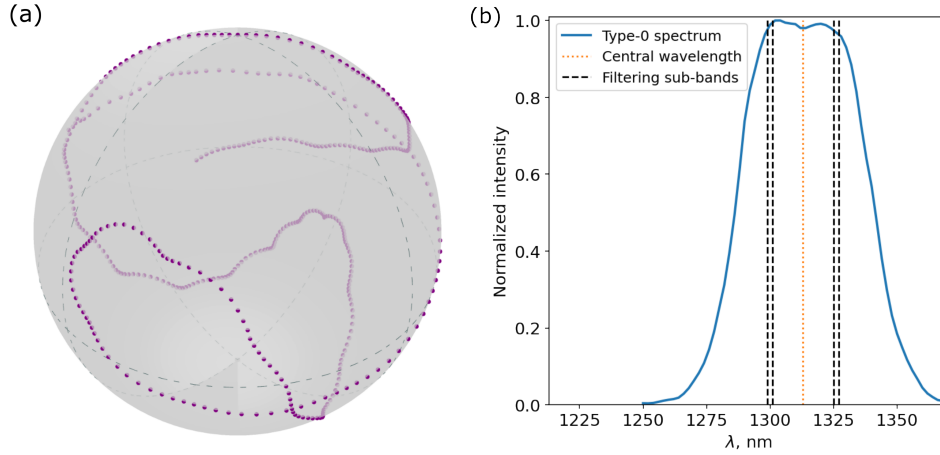 (a)
(b)
Normalized intensity
1.0
0.8
0.6
0.4
0.2
0.0
Type-0 spectrum
Central wavelength
Filtering sub-bands
1225 1250 1275 1300 1325 1350
λ, nm